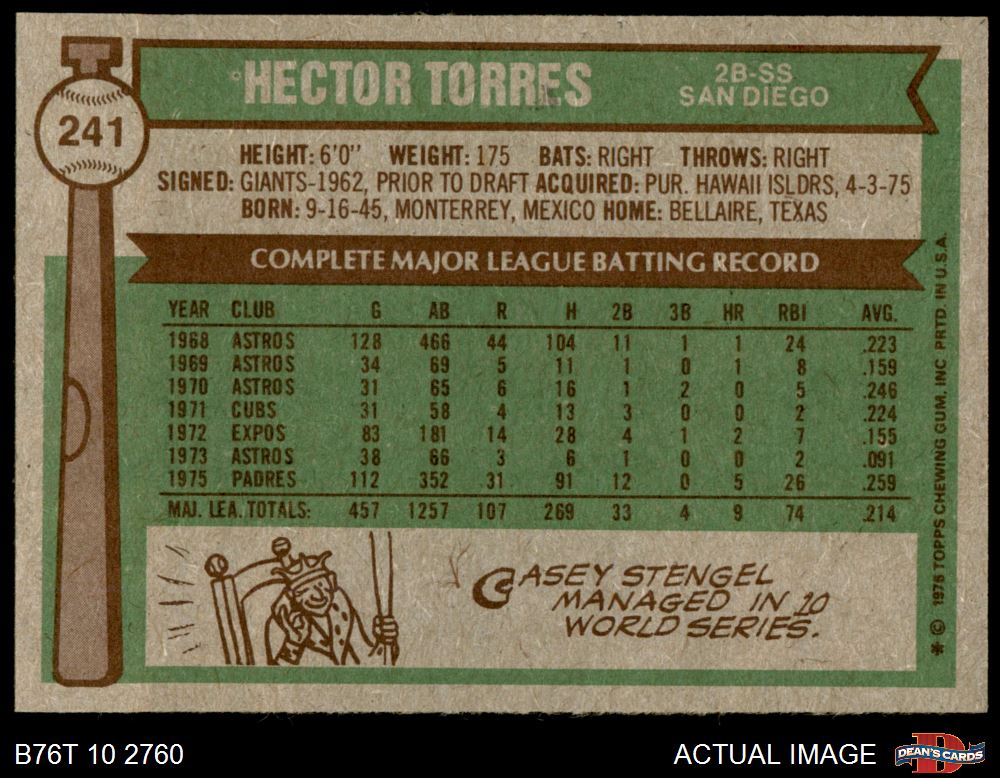 241
HECTOR TORRES
2B-SS
SAN DIEGO
HEIGHT: 6'0" WEIGHT: 175 BATS: RIGHT THROWS: RIGHT
SIGNED: GIANTS-1962, PRIOR TO DRAFT ACQUIRED: PUR. HAWAII ISLDRS, 4-3-75
BORN: 9-16-45, MONTERREY, MEXICO HOME: BELLAIRE, TEXAS
COMPLETE MAJOR LEAGUE BATTING RECORD
YEAR CLUB G AB R H 2B 3B HR RBI AVG.
1968 ASTROS 128 466 44 104 11 1 1 24 .223
1969 ASTROS 34 69 5 11 1 0 1 8 .159
1970 ASTROS 31 65 6 16 1 2 0 5 .246
1971 CUBS 31 58 4 13 3 0 0 2 .224
1972 EXPOS 83 181 14 28 4 1 2 7 .155
1973 ASTROS 38 66 3 6 1 0 0 2 .091
1975 PADRES 112 352 31 91 12 0 5 26 .259
MAJ. LEA. TOTALS: 457 1257 107 269 33 4 9 74 .214
CASEY STENGEL
MANAGED IN 10
WORLD SERIES.
* © 1976 TOPPS CHEWING GUM, INC PRTD. IN U.S.A.
B76T 10 2760
ACTUAL IMAGE
DEAN'S CARDS